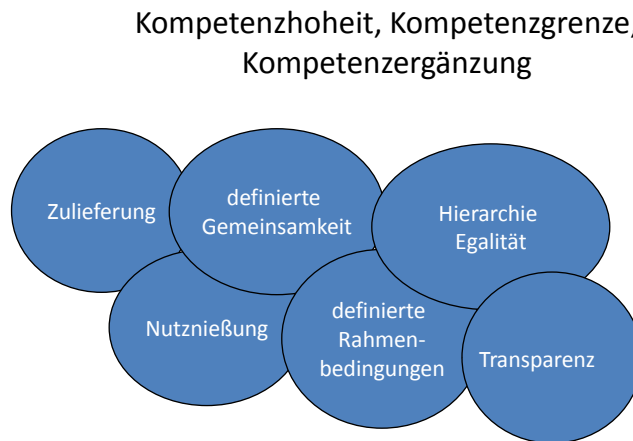 Kompetenzhoheit, Kompetenzgrenze,
Kompetenzergänzung
Zulieferung
definierte
Gemeinsamkeit
Hierarchie
Egalität
Nutznießung
definierte
Rahmen-
bedingungen
Transparenz